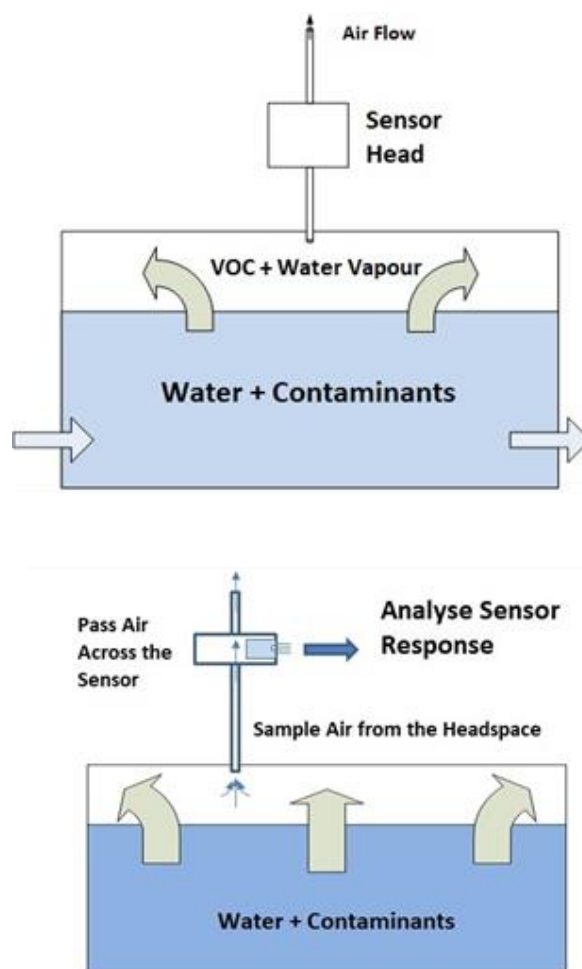 Air Flow
Sensor
Head
VOC + Water Vapour
Water + Contaminants
Pass Air
Across the
Sensor
Analyse Sensor
Response
Sample Air from the Headspace
Water + Contaminants